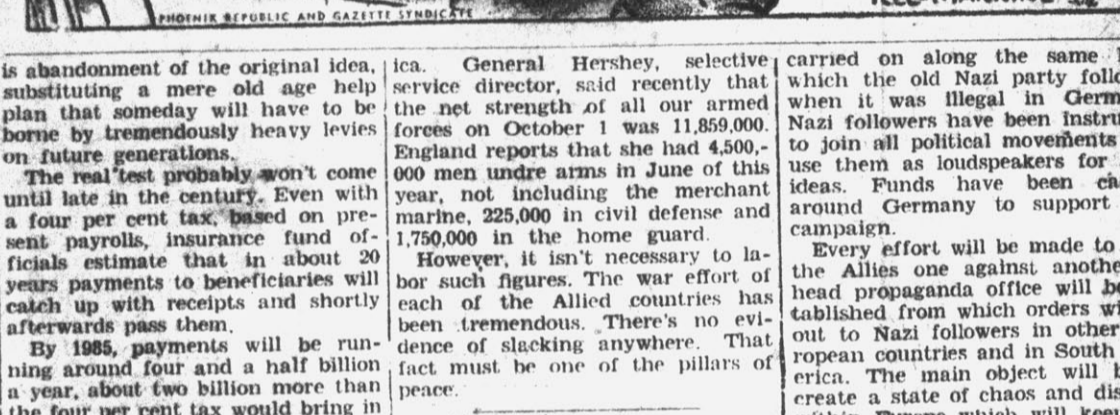 PHOENIX REPUBLIC AND GAZETTE SYNDICATE
is abandonment of the original idea,
substituting a mere old age help
plan that someday will have to be
borne by tremendously heavy levies
on future generations.
The real test probably won't come
until late in the century. Even with
a four per cent tax, based on pre-
sent payrolls, insurance fund of-
ficials estimate that in about 20
years payments to beneficiaries will
catch up with receipts and shortly
afterwards pass them.
By 1985, payments will be run-
ning around four and a half billion
a year, about two billion more than
the four per cent tax would bring in
ica. General Hershey, selective
service director, said recently that
the net strength of all our armed
forces on October 1 was 11,859,000.
England reports that she had 4,500,-
000 men undre arms in June of this
year, not including the merchant
marine, 225,000 in civil defense and
1,750,000 in the home guard.
However, it isn't necessary to la-
bor such figures. The war effort of
each of the Allied countries has
been tremendous. There's no evi-
dence of slacking anywhere. That
fact must be one of the pillars of
peace.
carried on along the same
which the old Nazi party
when it was illegal in
Nazi followers have been
to join all political movements
use them as loudspeakers for
ideas. Funds have been
around Germany to support
campaign.
Every effort will be made to
the Allies one against
head propaganda office will
tablished from which orders
out to Nazi followers in other
ropean countries and in South
erica. The main object will
create a state of chaos and